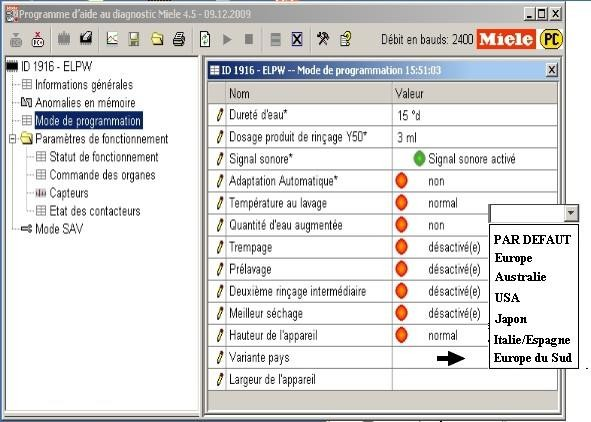 Programme d'aide au diagnostic Miele 4.5 - 09.12.2009
Débit en bauds: 2400 Miele PC
ID 1916 - ELPW
Informations générales
Anomalies en mémoire
Mode de programmation
Paramètres de fonctionnement
Statut de fonctionnement
Commande des organes
Capteurs
Etat des contacteurs
Mode SAV
ID 1916 - ELPW -- Mode de programmation 15:51:03
Nom Valeur
Dureté d'eau* 15 °d
Dosage produit de rinçage Y50* 3 ml
Signal sonore* Signal sonore activé
Adaptation Automatique* non
Température au lavage normal
Quantité d'eau augmentée non
Trempage désactivé(e)
Prélavage désactivé(e)
Deuxième rinçage intermédiaire désactivé(e)
Meilleur séchage désactivé(e)
Hauteur de l'appareil normal
Variante pays
Largeur de l'appareil
PAR DEFAUT
Europe
Australie
USA
Japon
Italie/Espagne
Europe du Sud